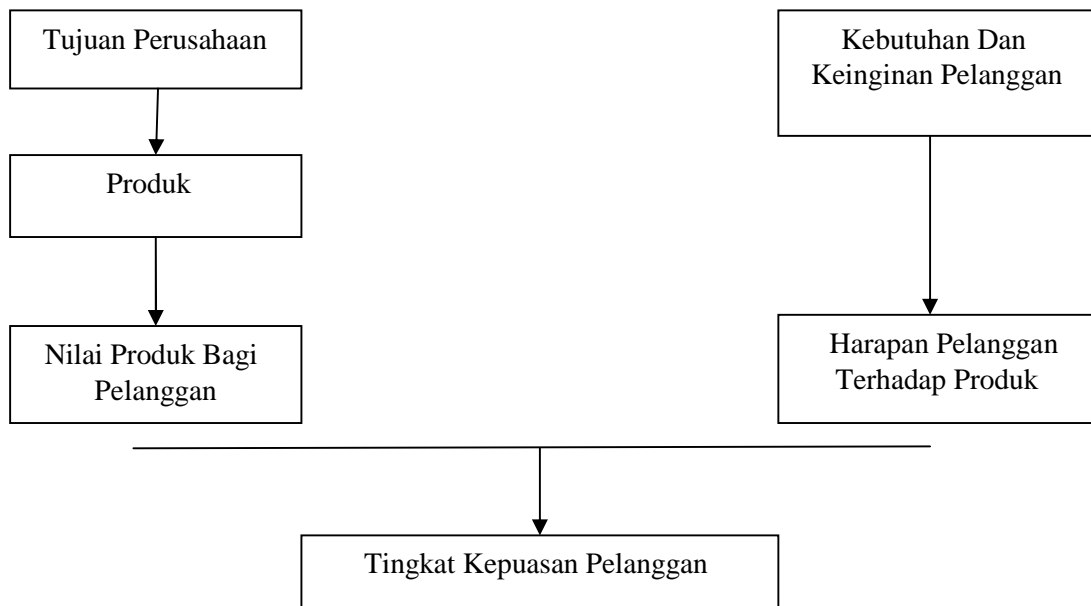 Tujuan Perusahaan
Kebutuhan Dan
Keinginan Pelanggan
Produk
Nilai Produk Bagi
Pelanggan
Harapan Pelanggan
Terhadap Produk
Tingkat Kepuasan Pelanggan